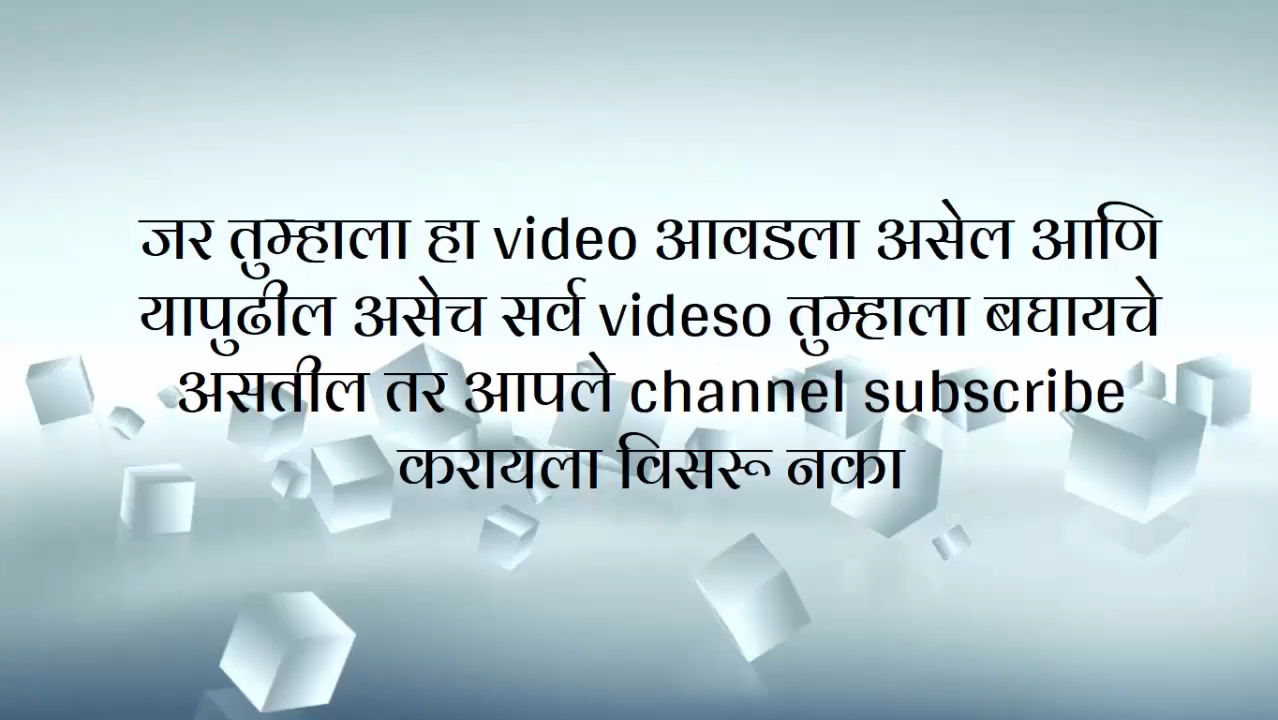 जर तुम्हाला हा video आवडला असेल आणि
यापुढील असेच सर्व videso तुम्हाला बघायचे
असतील तर आपले channel subscribe
करायला विसरू नका